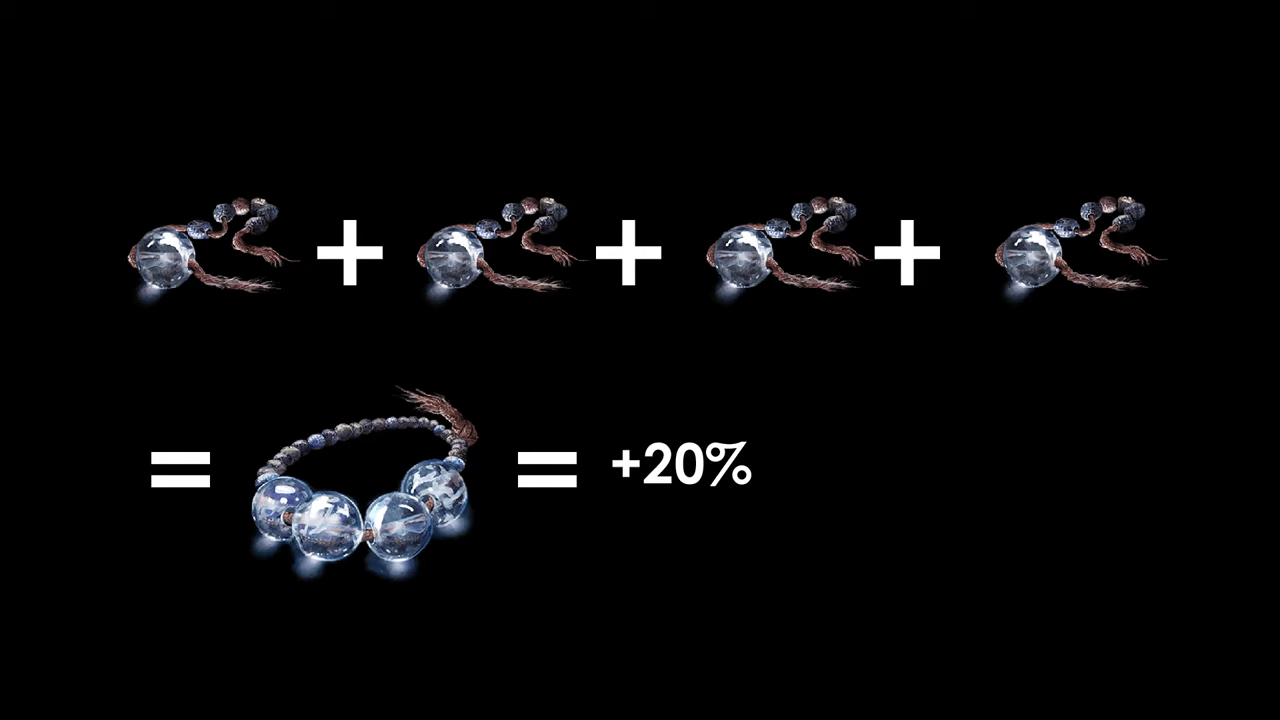 + + +
= = +20%